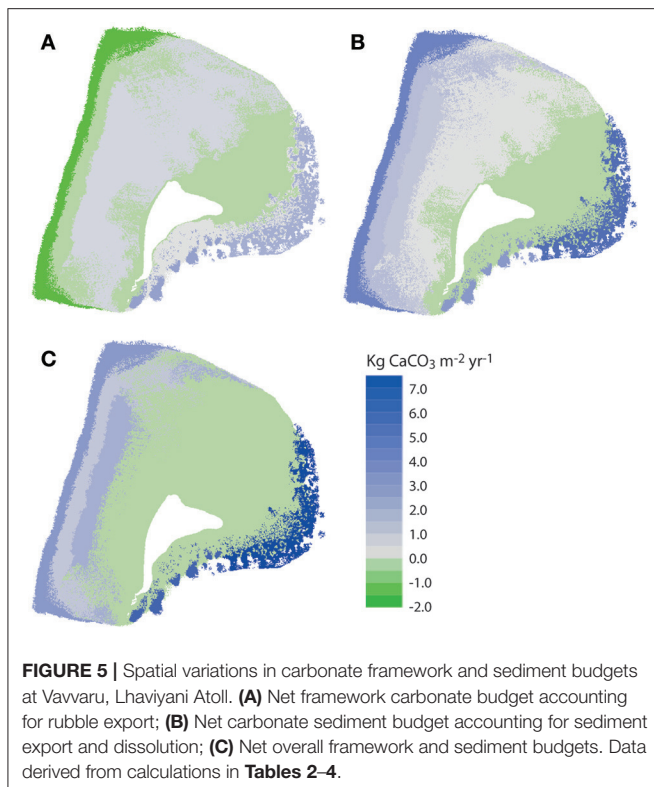 A
B
C
Kg CaCO₃ m⁻² yr⁻¹
7.0
6.0
5.0
4.0
3.0
2.0
1.0
0.0
-1.0
-2.0
FIGURE 5 | Spatial variations in carbonate framework and sediment budgets
at Vavvaru, Lhaviyani Atoll. (A) Net framework carbonate budget accounting
for rubble export; (B) Net carbonate sediment budget accounting for sediment
export and dissolution; (C) Net overall framework and sediment budgets. Data
derived from calculations in Tables 2–4.